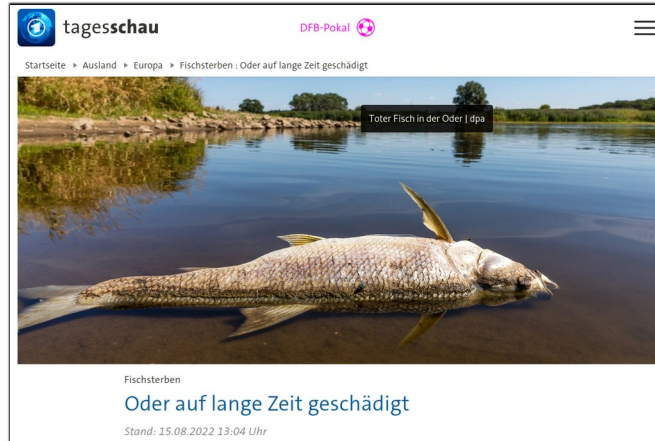 tagesschau
DFB-Pokal
Startseite ▸ Ausland ▸ Europa ▸ Fischsterben : Oder auf lange Zeit geschädigt
Toter Fisch in der Oder | dpa
Fischsterben
Oder auf lange Zeit geschädigt
Stand: 15.08.2022 13:04 Uhr